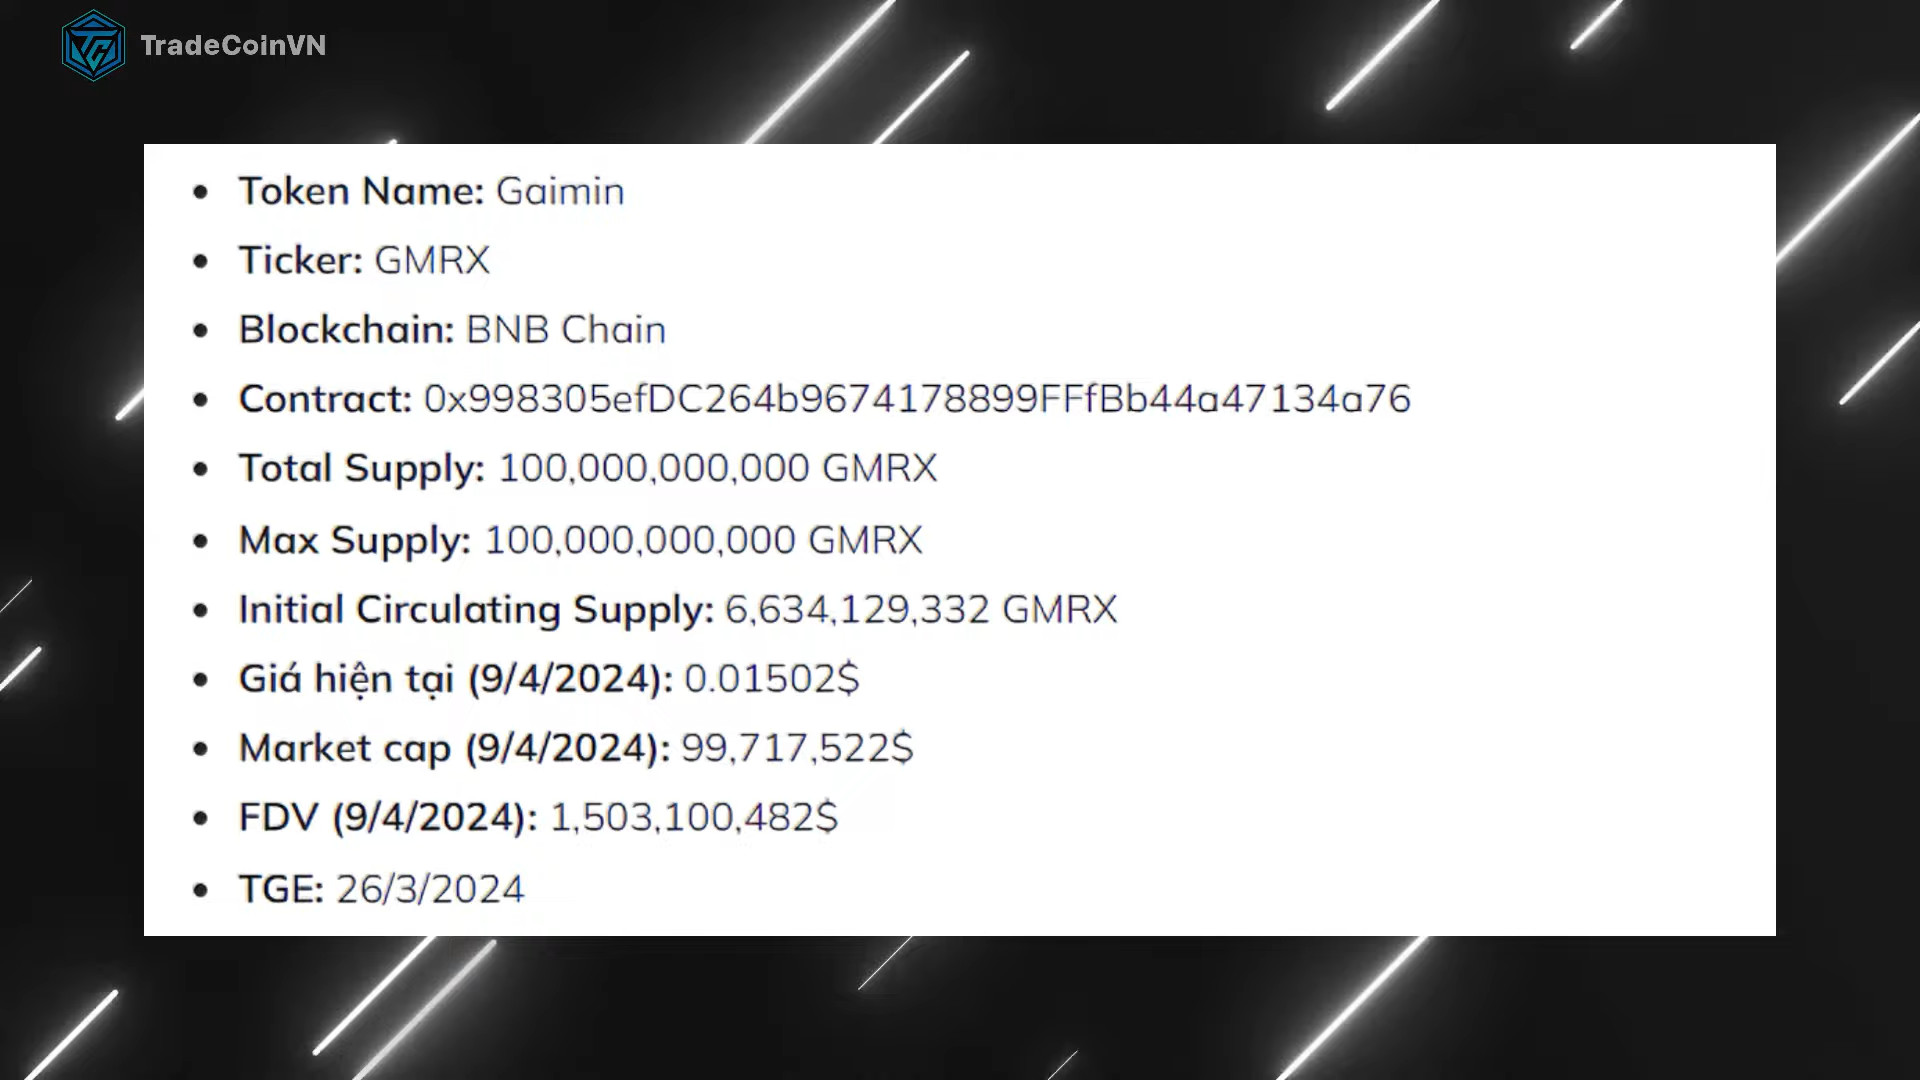 TradeCoinVN
Token Name: Gaimin
Ticker: GMRX
Blockchain: BNB Chain
Contract: 0x998305efDC264b9674178899FFfBb44a47134a76
Total Supply: 100,000,000,000 GMRX
Max Supply: 100,000,000,000 GMRX
Initial Circulating Supply: 6,634,129,332 GMRX
Giá hiện tại (9/4/2024): 0.01502$
Market cap (9/4/2024): 99,717,522$
FDV (9/4/2024): 1,503,100,482$
TGE: 26/3/2024